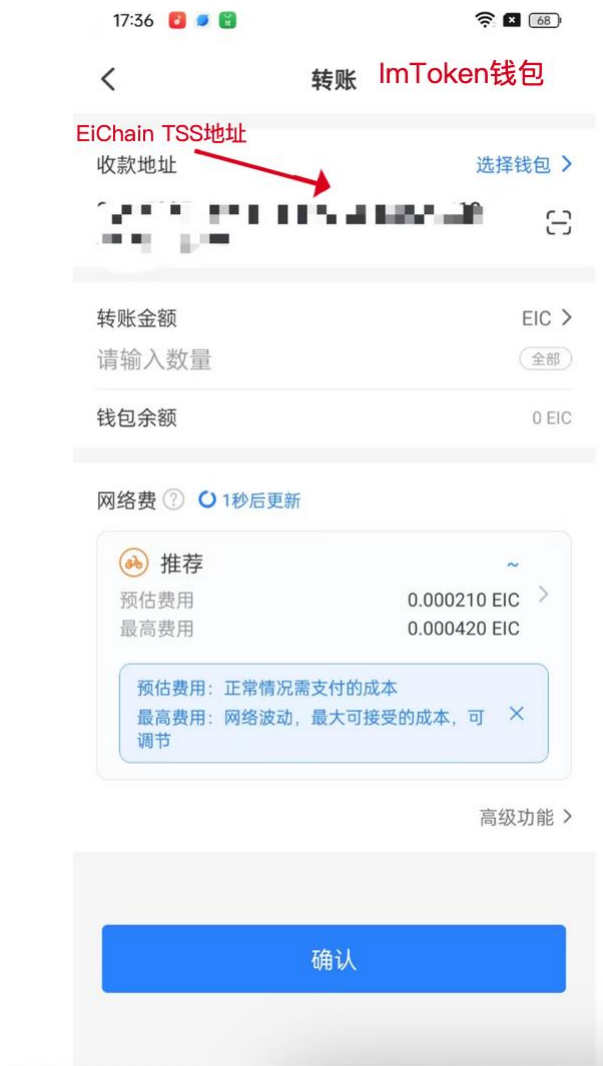 17:36
68
转账 ImToken钱包
EiChain TSS地址
收款地址 选择钱包
转账金额 EIC
请输入数量 全部
钱包余额 0 EIC
网络费 ? 1秒后更新
推荐 ~
预估费用 0.000210 EIC
最高费用 0.000420 EIC
预估费用：正常情况需支付的成本
最高费用：网络波动，最大可接受的成本，可
调节
高级功能
确认